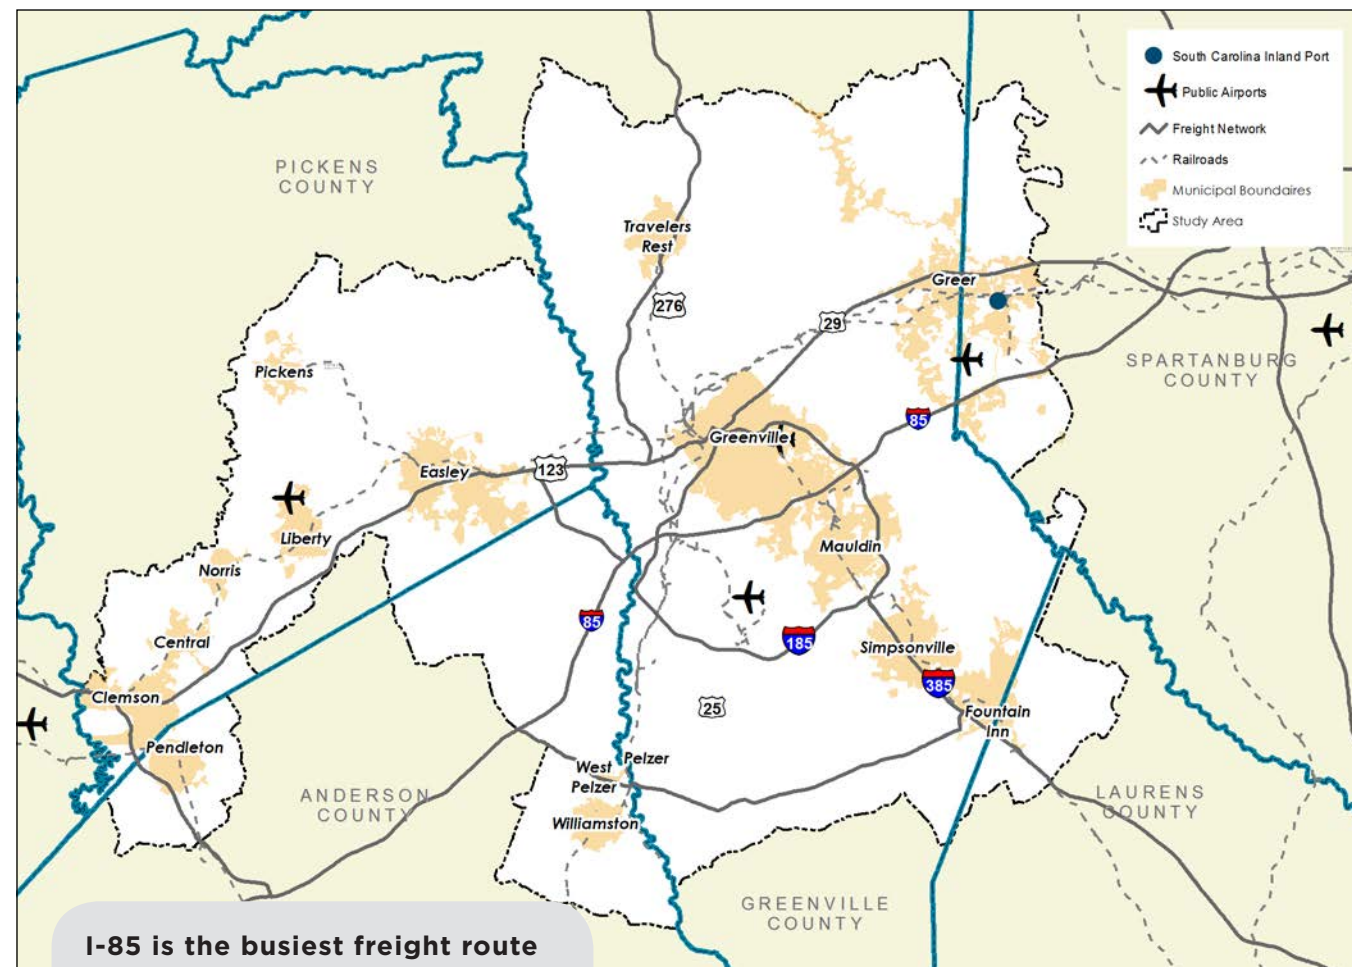 South Carolina Inland Port
Public Airports
Freight Network
Railroads
Municipal Boundaires
Study Area
PICKENS
COUNTY
Travelers
Rest
276
29
Greer
SPARTANBURG
COUNTY
Pickens
85
Greenville
Easley
123
Liberty
Mauldin
Norris
85
185
Central
Simpsonville
385
Clemson
25
Fountain
Inn
Pendleton
West
Pelzer
Pelzer
ANDERSON
COUNTY
LAURENS
COUNTY
Williamston
GREENVILLE
COUNTY
I-85 is the busiest freight route